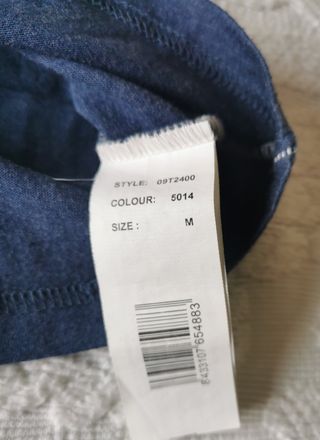 STYLE: 09T2400
COLOUR: 5014
SIZE : M
8433107654883